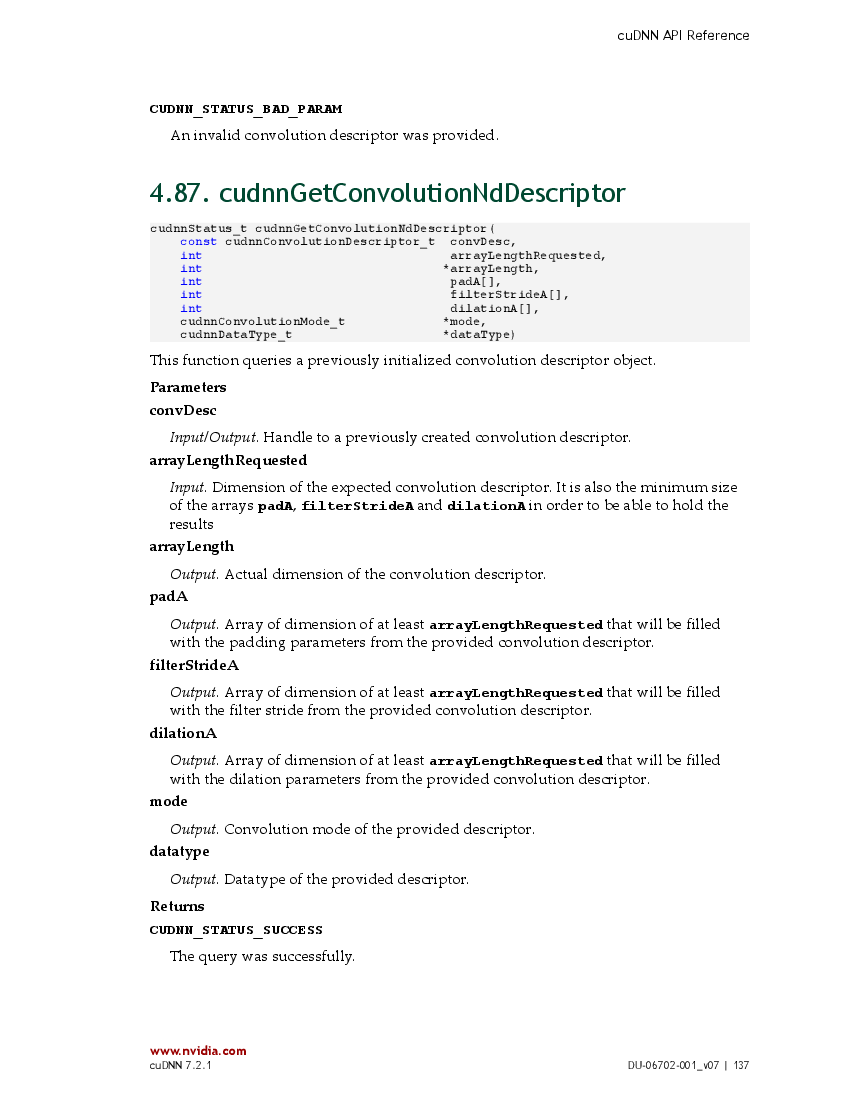 cuDNN API Reference
CUDNN_STATUS_BAD_PARAM
An invalid convolution descriptor was provided.
4.87. cudnnGetConvolutionNdDescriptor
cudnnStatus_t cudnnGetConvolutionNdDescriptor(
const cudnnConvolutionDescriptor_t convDesc,
int arrayLengthRequested,
int *arrayLength,
int padA[],
int filterStrideA[],
int dilationA[],
cudnnConvolutionMode_t *mode,
cudnnDataType_t *dataType)
This function queries a previously initialized convolution descriptor object.
Parameters
convDesc
Input/Output. Handle to a previously created convolution descriptor.
arrayLengthRequested
Input. Dimension of the expected convolution descriptor. It is also the minimum size
of the arrays padA, filterStrideA and dilationA in order to be able to hold the
results
arrayLength
Output. Actual dimension of the convolution descriptor.
padA
Output. Array of dimension of at least arrayLengthRequested that will be filled
with the padding parameters from the provided convolution descriptor.
filterStrideA
Output. Array of dimension of at least arrayLengthRequested that will be filled
with the filter stride from the provided convolution descriptor.
dilationA
Output. Array of dimension of at least arrayLengthRequested that will be filled
with the dilation parameters from the provided convolution descriptor.
mode
Output. Convolution mode of the provided descriptor.
datatype
Output. Datatype of the provided descriptor.
Returns
CUDNN_STATUS_SUCCESS
The query was successfully.
www.nvidia.com
cuDNN 7.2.1 DU-06702-001_v07 | 137